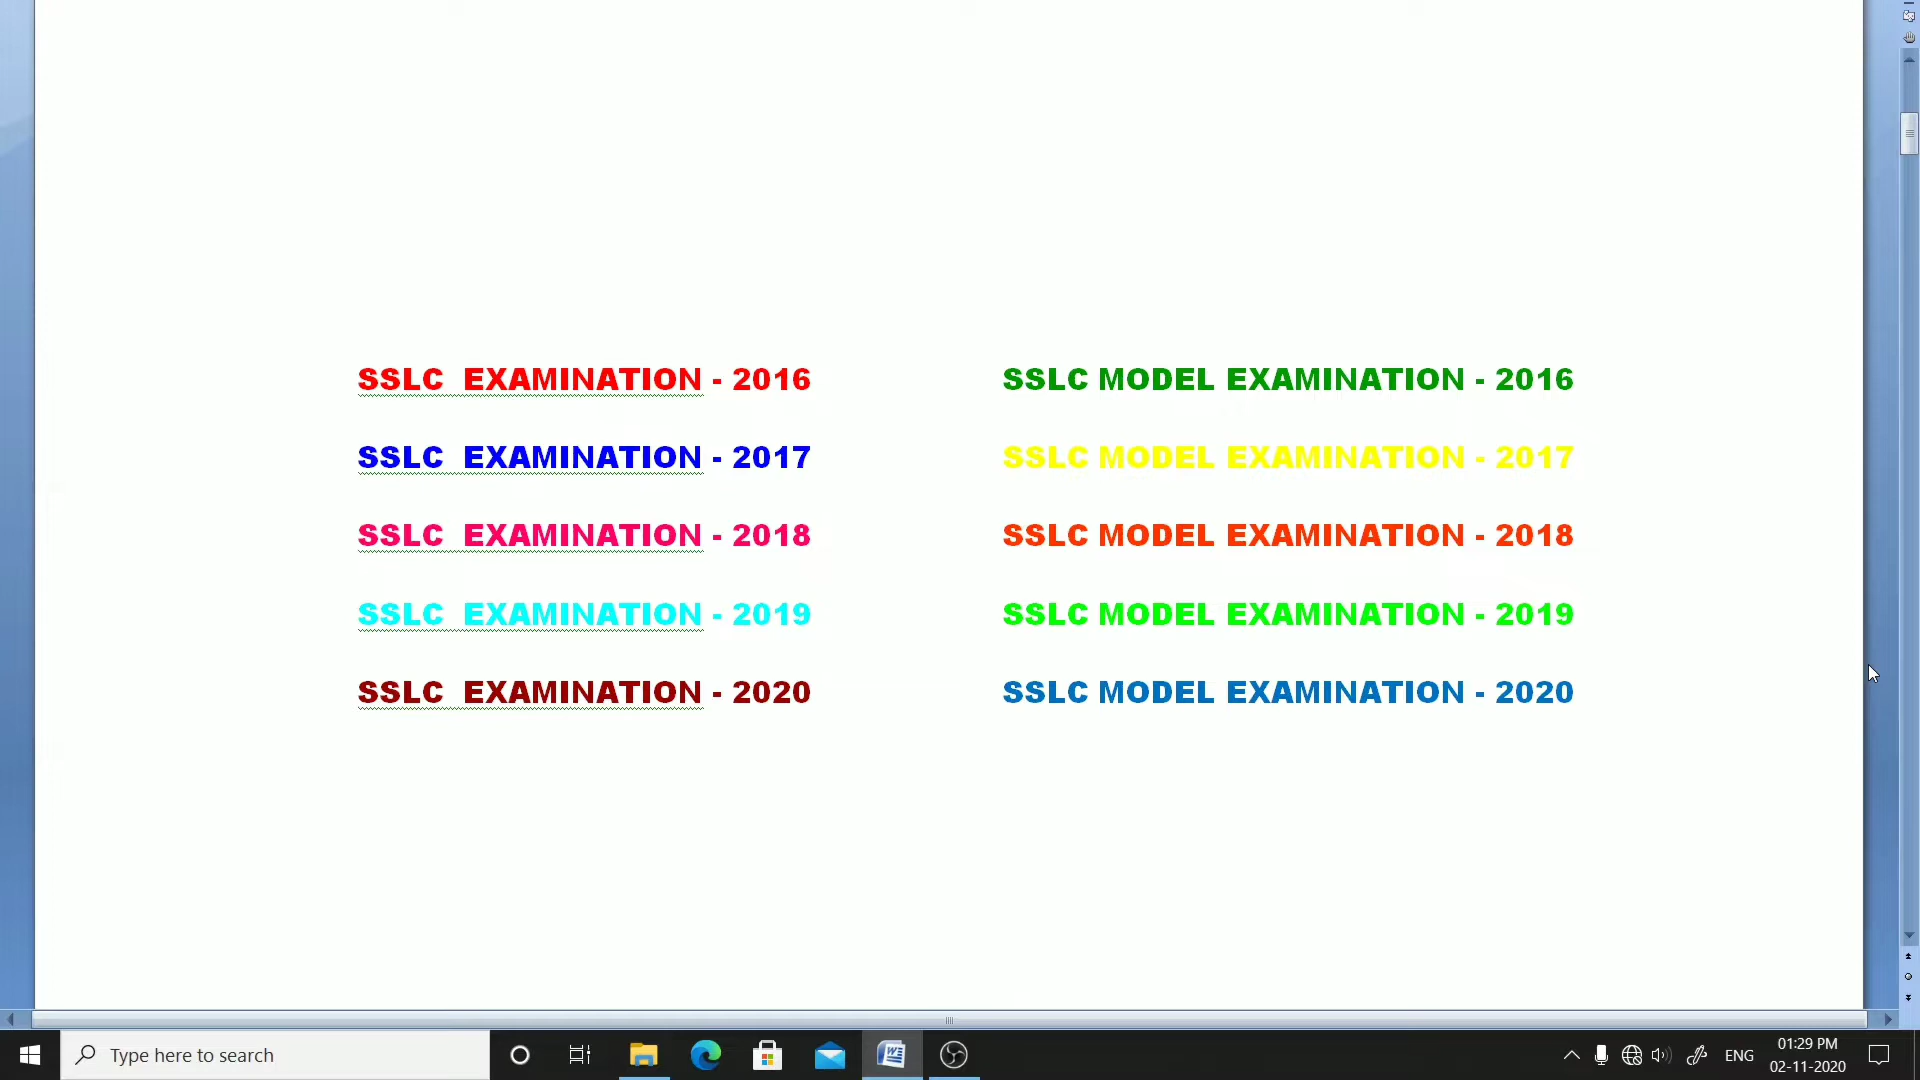 SSLC  EXAMINATION - 2016
SSLC MODEL EXAMINATION - 2016
SSLC  EXAMINATION - 2017
SSLC MODEL EXAMINATION - 2017
SSLC  EXAMINATION - 2018
SSLC MODEL EXAMINATION - 2018
SSLC  EXAMINATION - 2019
SSLC MODEL EXAMINATION - 2019
SSLC  EXAMINATION - 2020
SSLC MODEL EXAMINATION - 2020
Type here to search
ENG
01:29 PM
02-11-2020